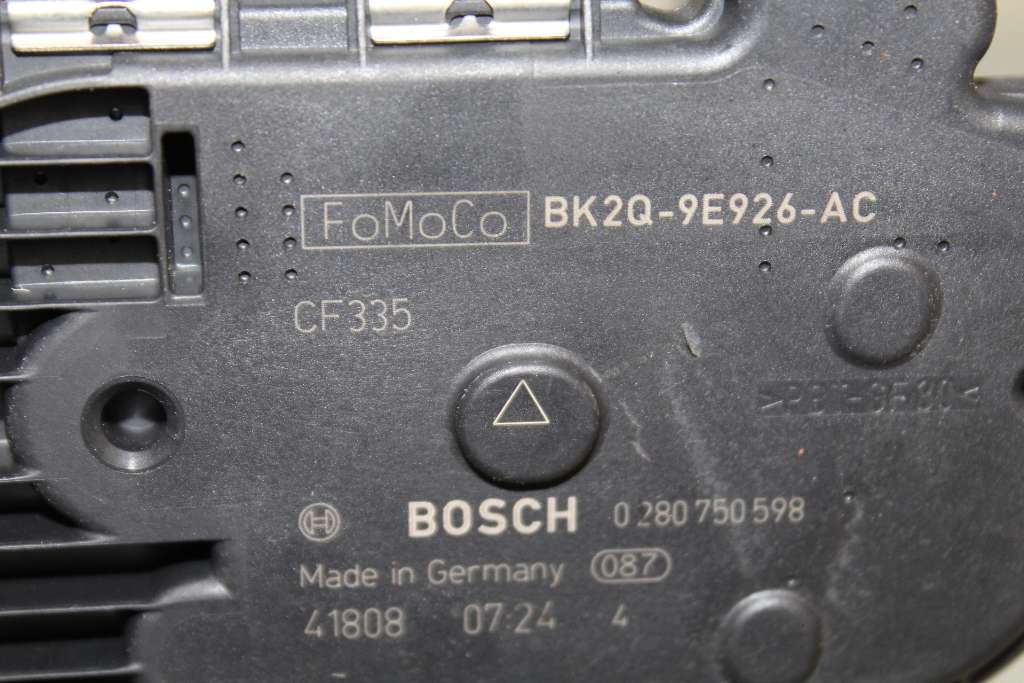 FoMoCo BK2Q-9E926-AC
CF335
BOSCH 0 280 750 598
Made in Germany 087
41808 07:24 4